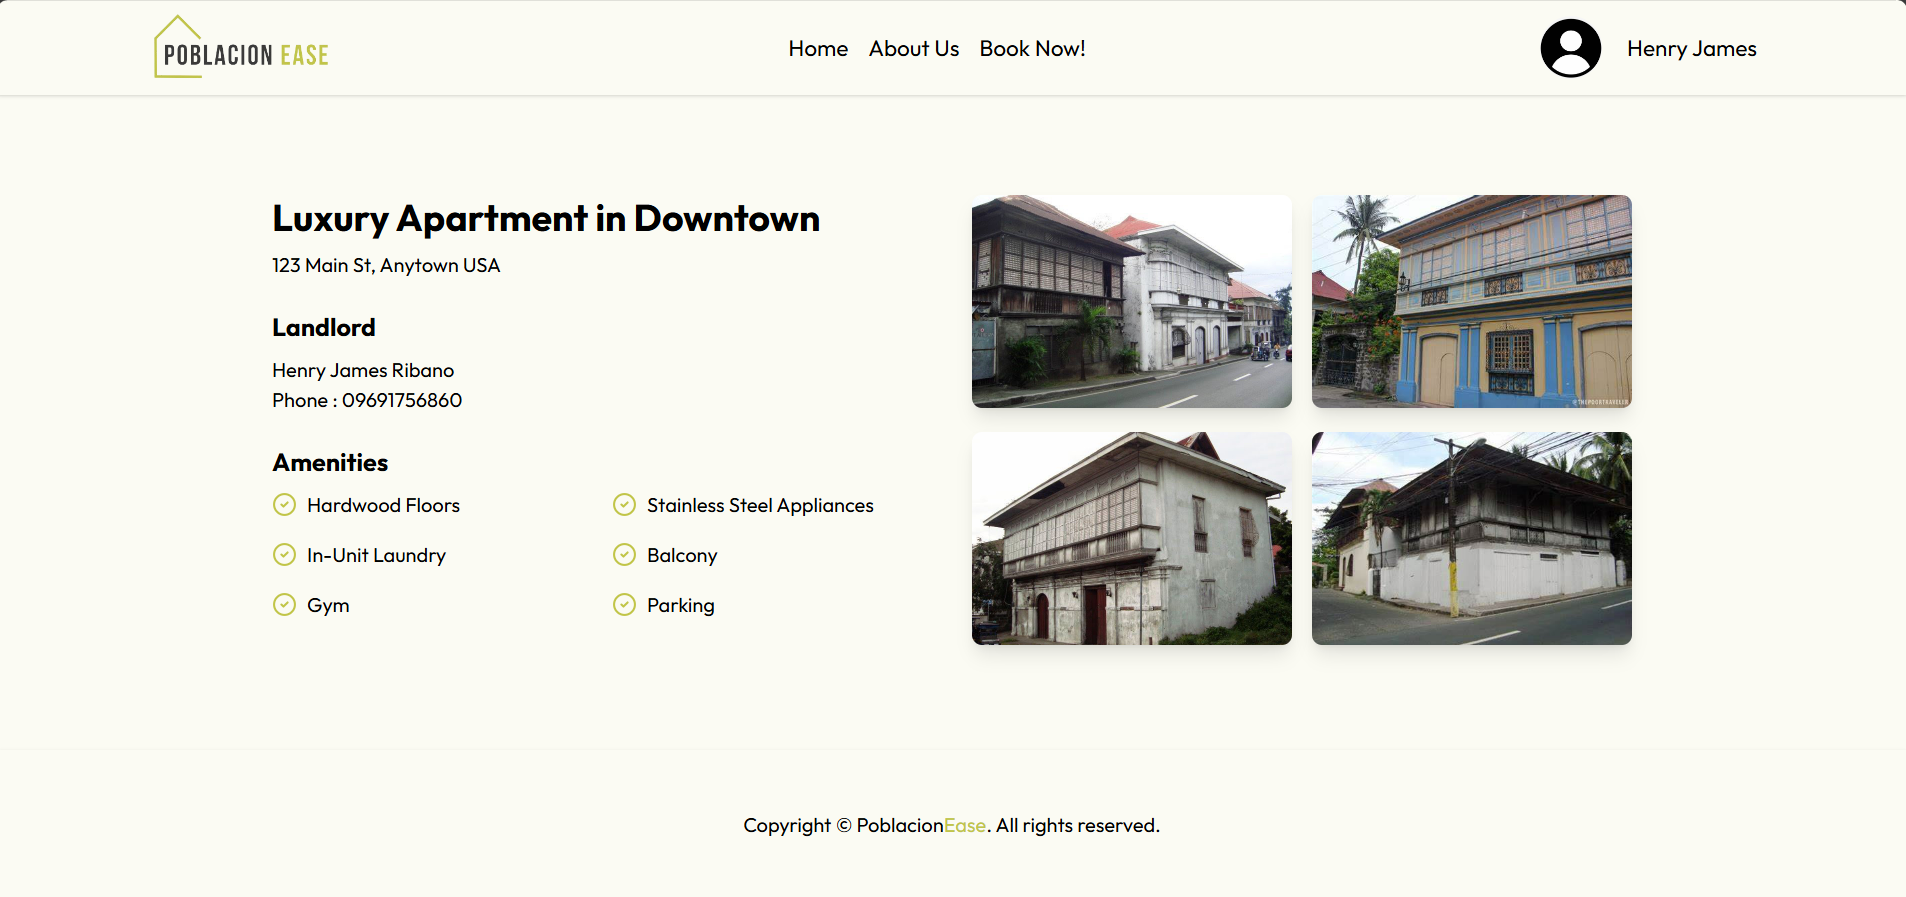 POBLACION EASE
Home About Us Book Now!
Henry James
Luxury Apartment in Downtown
123 Main St, Anytown USA
Landlord
Henry James Ribano
Phone : 09691756860
Amenities
Hardwood Floors
Stainless Steel Appliances
In-Unit Laundry
Balcony
Gym
Parking
©THEPOORTRAVELER
Copyright © PoblacionEase. All rights reserved.